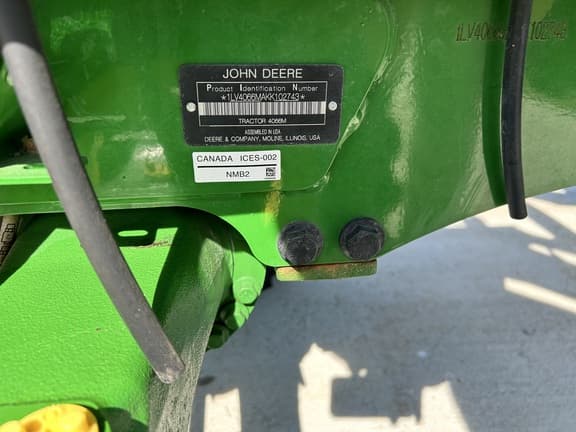 JOHN DEERE
Product Identification Number
*1LV4066MAKK102743*
TRACTOR 4066M
ASSEMBLED IN USA
DEERE & COMPANY, MOLINE, ILLINOIS, USA
CANADA ICES-002
NMB2